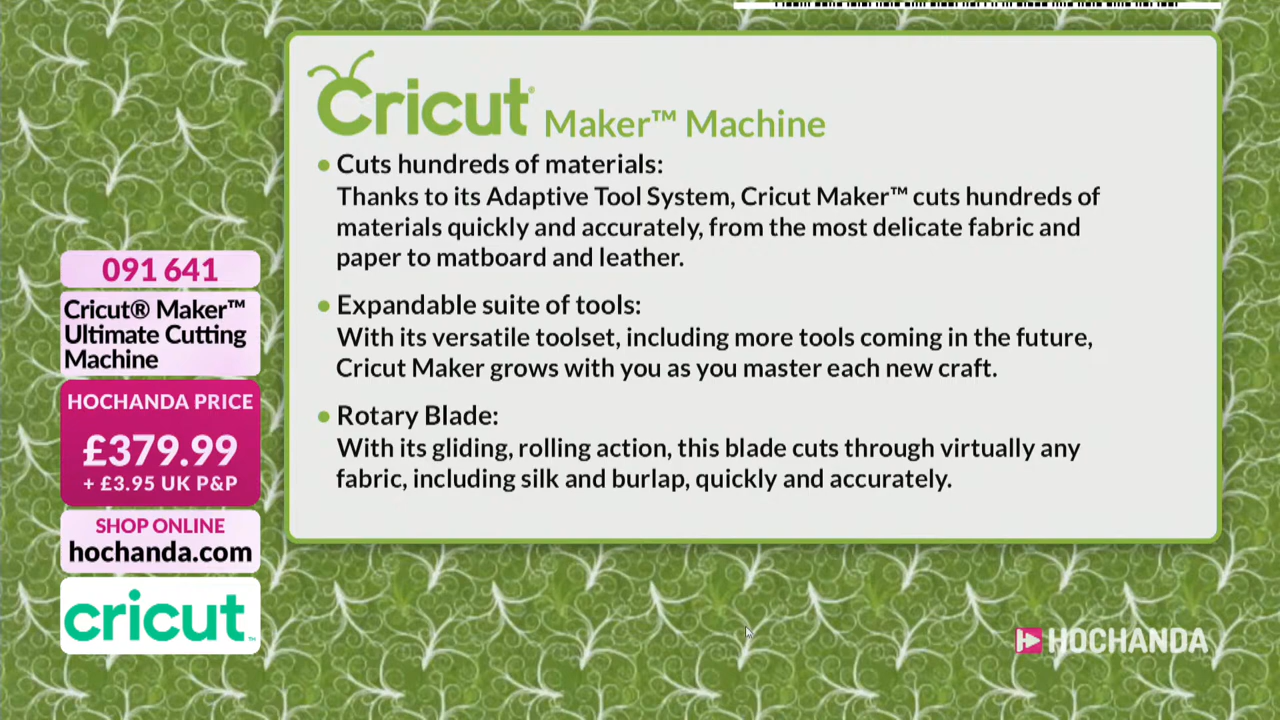 Cricut®
Maker™ Machine
• Cuts hundreds of materials:
Thanks to its Adaptive Tool System, Cricut Maker™ cuts hundreds of
materials quickly and accurately, from the most delicate fabric and
paper to matboard and leather.
• Expandable suite of tools:
With its versatile toolset, including more tools coming in the future,
Cricut Maker grows with you as you master each new craft.
• Rotary Blade:
With its gliding, rolling action, this blade cuts through virtually any
fabric, including silk and burlap, quickly and accurately.
091 641
Cricut® Maker™
Ultimate Cutting
Machine
HOCHANDA PRICE
£379.99
+ £3.95 UK P&P
SHOP ONLINE
hochanda.com
cricut™
HOCHANDA